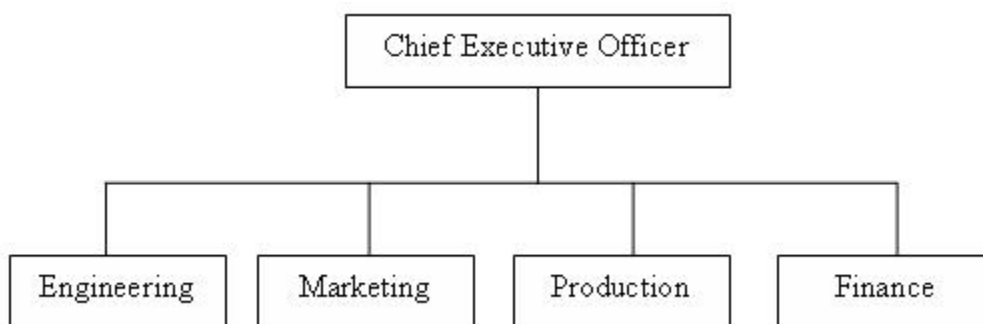 Chief Executive Officer
Engineering
Marketing
Production
Finance